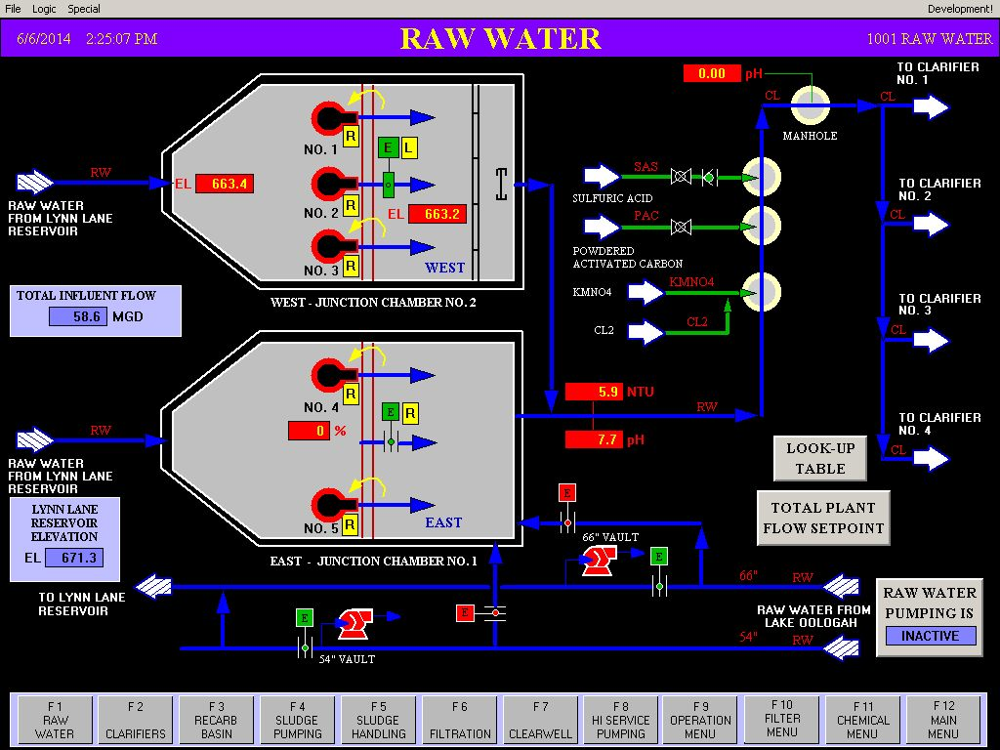 File Logic Special Development!
6/6/2014 2:25:07 PM RAW WATER 1001 RAW WATER
0.00 pH
TO CLARIFIER
NO. 1
CL
CL
MANHOLE
NO. 1
R
E L
RW
EL 663.4
RAW WATER
FROM LYNN LANE
RESERVOIR
NO. 2
R
EL 663.2
NO. 3
R
WEST
WEST - JUNCTION CHAMBER NO. 2
SAS
SULFURIC ACID
PAC
POWDERED
ACTIVATED CARBON
KMNO4
KMNO4
CL2
CL2
TO CLARIFIER
NO. 2
CL
TO CLARIFIER
NO. 3
CL
TO CLARIFIER
NO. 4
CL
TOTAL INFLUENT FLOW
58.6 MGD
NO. 4
R
E R
0 %
RW
RAW WATER
FROM LYNN LANE
RESERVOIR
NO. 5
R
EAST
EAST - JUNCTION CHAMBER NO. 1
5.9 NTU
RW
7.7 pH
LOOK-UP
TABLE
TOTAL PLANT
FLOW SETPOINT
LYNN LANE
RESERVOIR
ELEVATION
EL 671.3
E
66" VAULT
E
TO LYNN LANE
RESERVOIR
66" RW
RAW WATER FROM
LAKE OOLOGAH
54" RW
E
E
54" VAULT
RAW WATER
PUMPING IS
INACTIVE
F 1
RAW
WATER
F 2
CLARIFIERS
F 3
RECARB
BASIN
F 4
SLUDGE
PUMPING
F 5
SLUDGE
HANDLING
F 6
FILTRATION
F 7
CLEARWELL
F 8
HI SERVICE
PUMPING
F 9
OPERATION
MENU
F 10
FILTER
MENU
F 11
CHEMICAL
MENU
F 12
MAIN
MENU